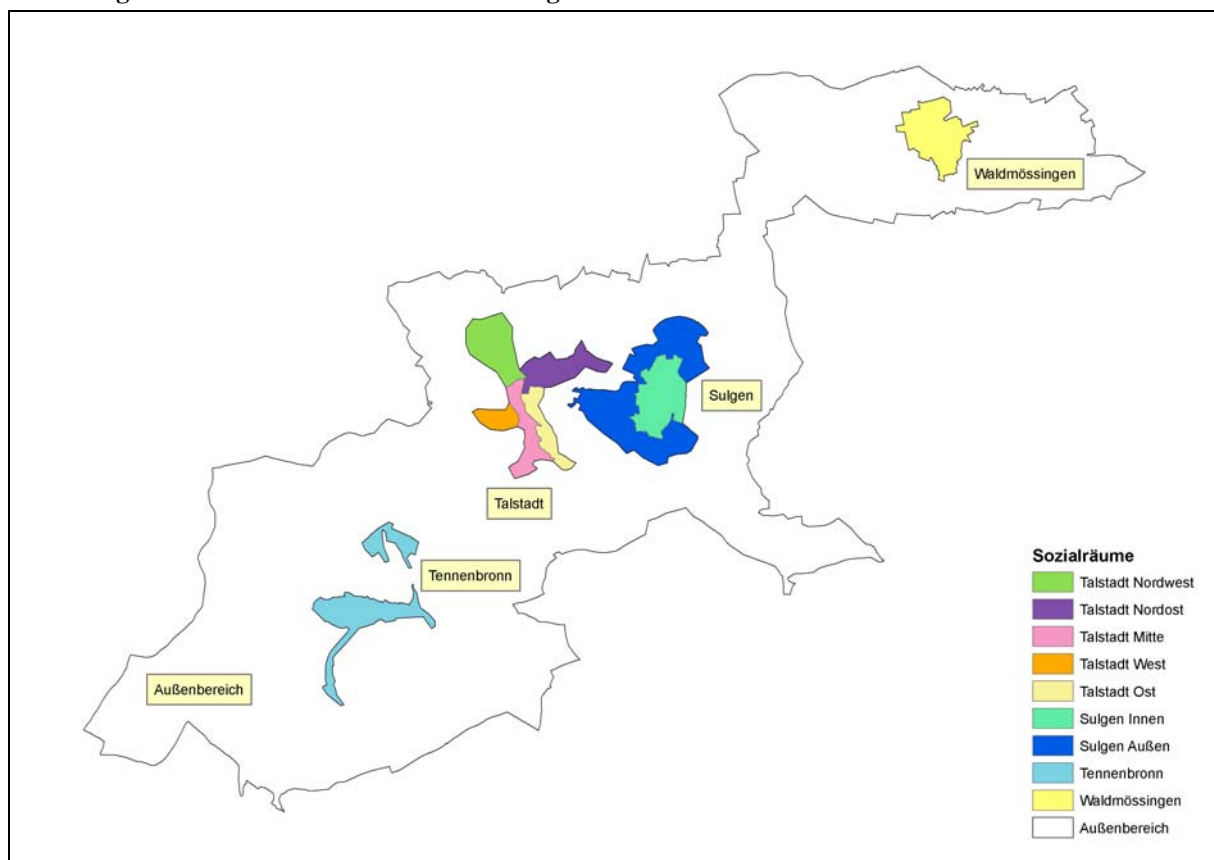 Waldmössingen
Sulgen
Talstadt
Tennenbronn
Außenbereich
Sozialräume
Talstadt Nordwest
Talstadt Nordost
Talstadt Mitte
Talstadt West
Talstadt Ost
Sulgen Innen
Sulgen Außen
Tennenbronn
Waldmössingen
Außenbereich